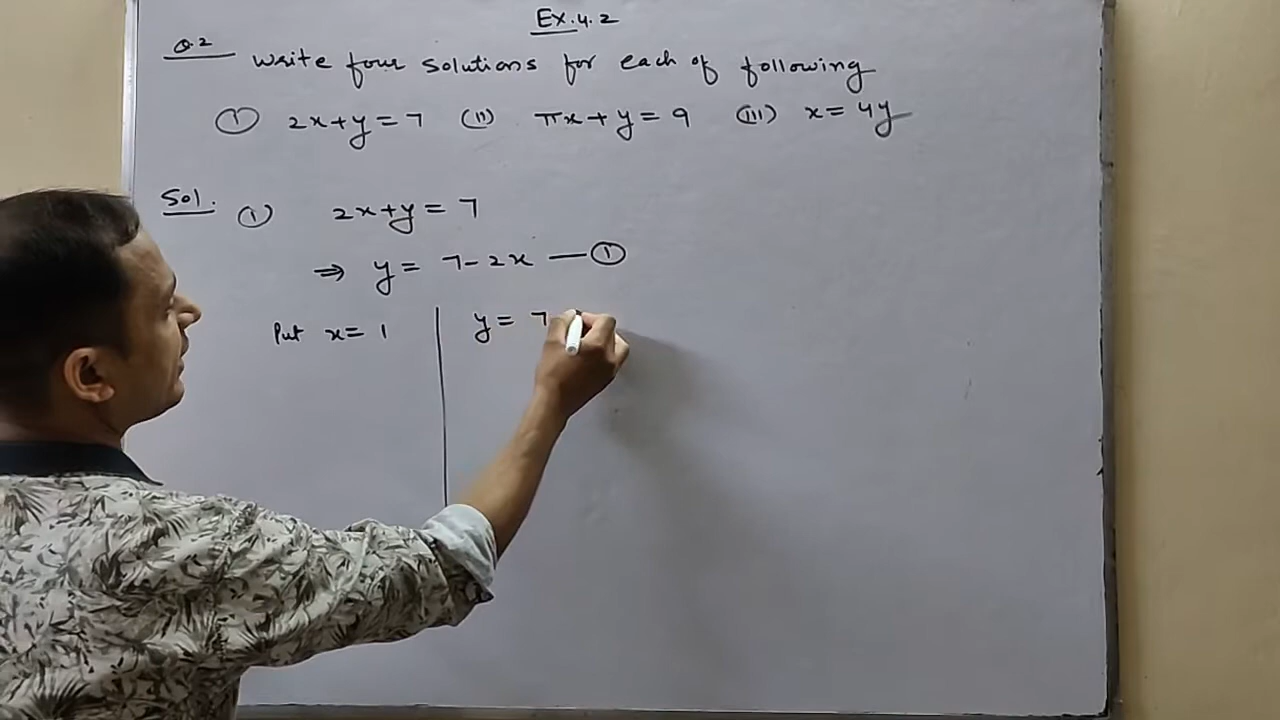 Ex.4.2
Q.2 Write four solutions for each of following
(i) 2x+y=7 (ii) πx+y=9 (iii) x=4y
Sol. (i) 2x+y=7
⇒ y= 7-2x —①
Put x=1 y= 7